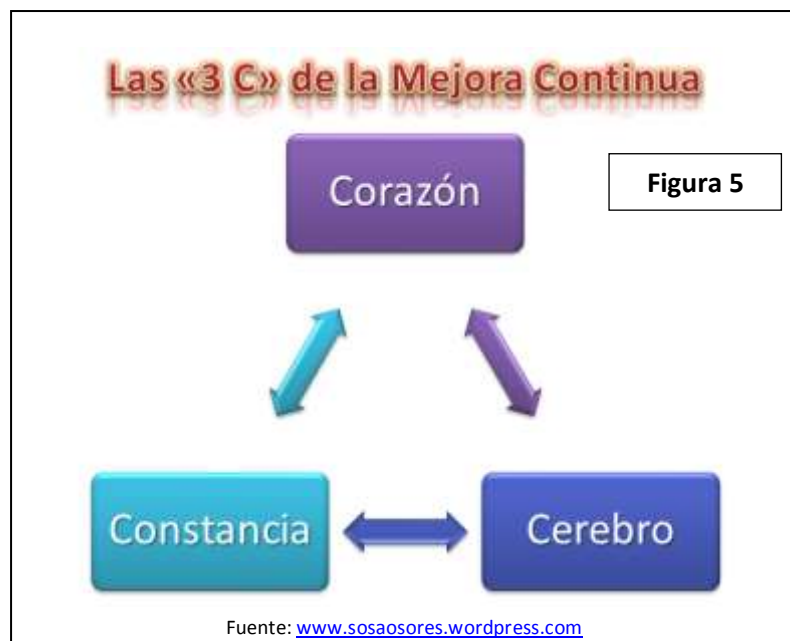 Las «3 C» de la Mejora Continua
Corazón
Figura 5
Constancia
Cerebro
Fuente: www.sosaosores.wordpress.com